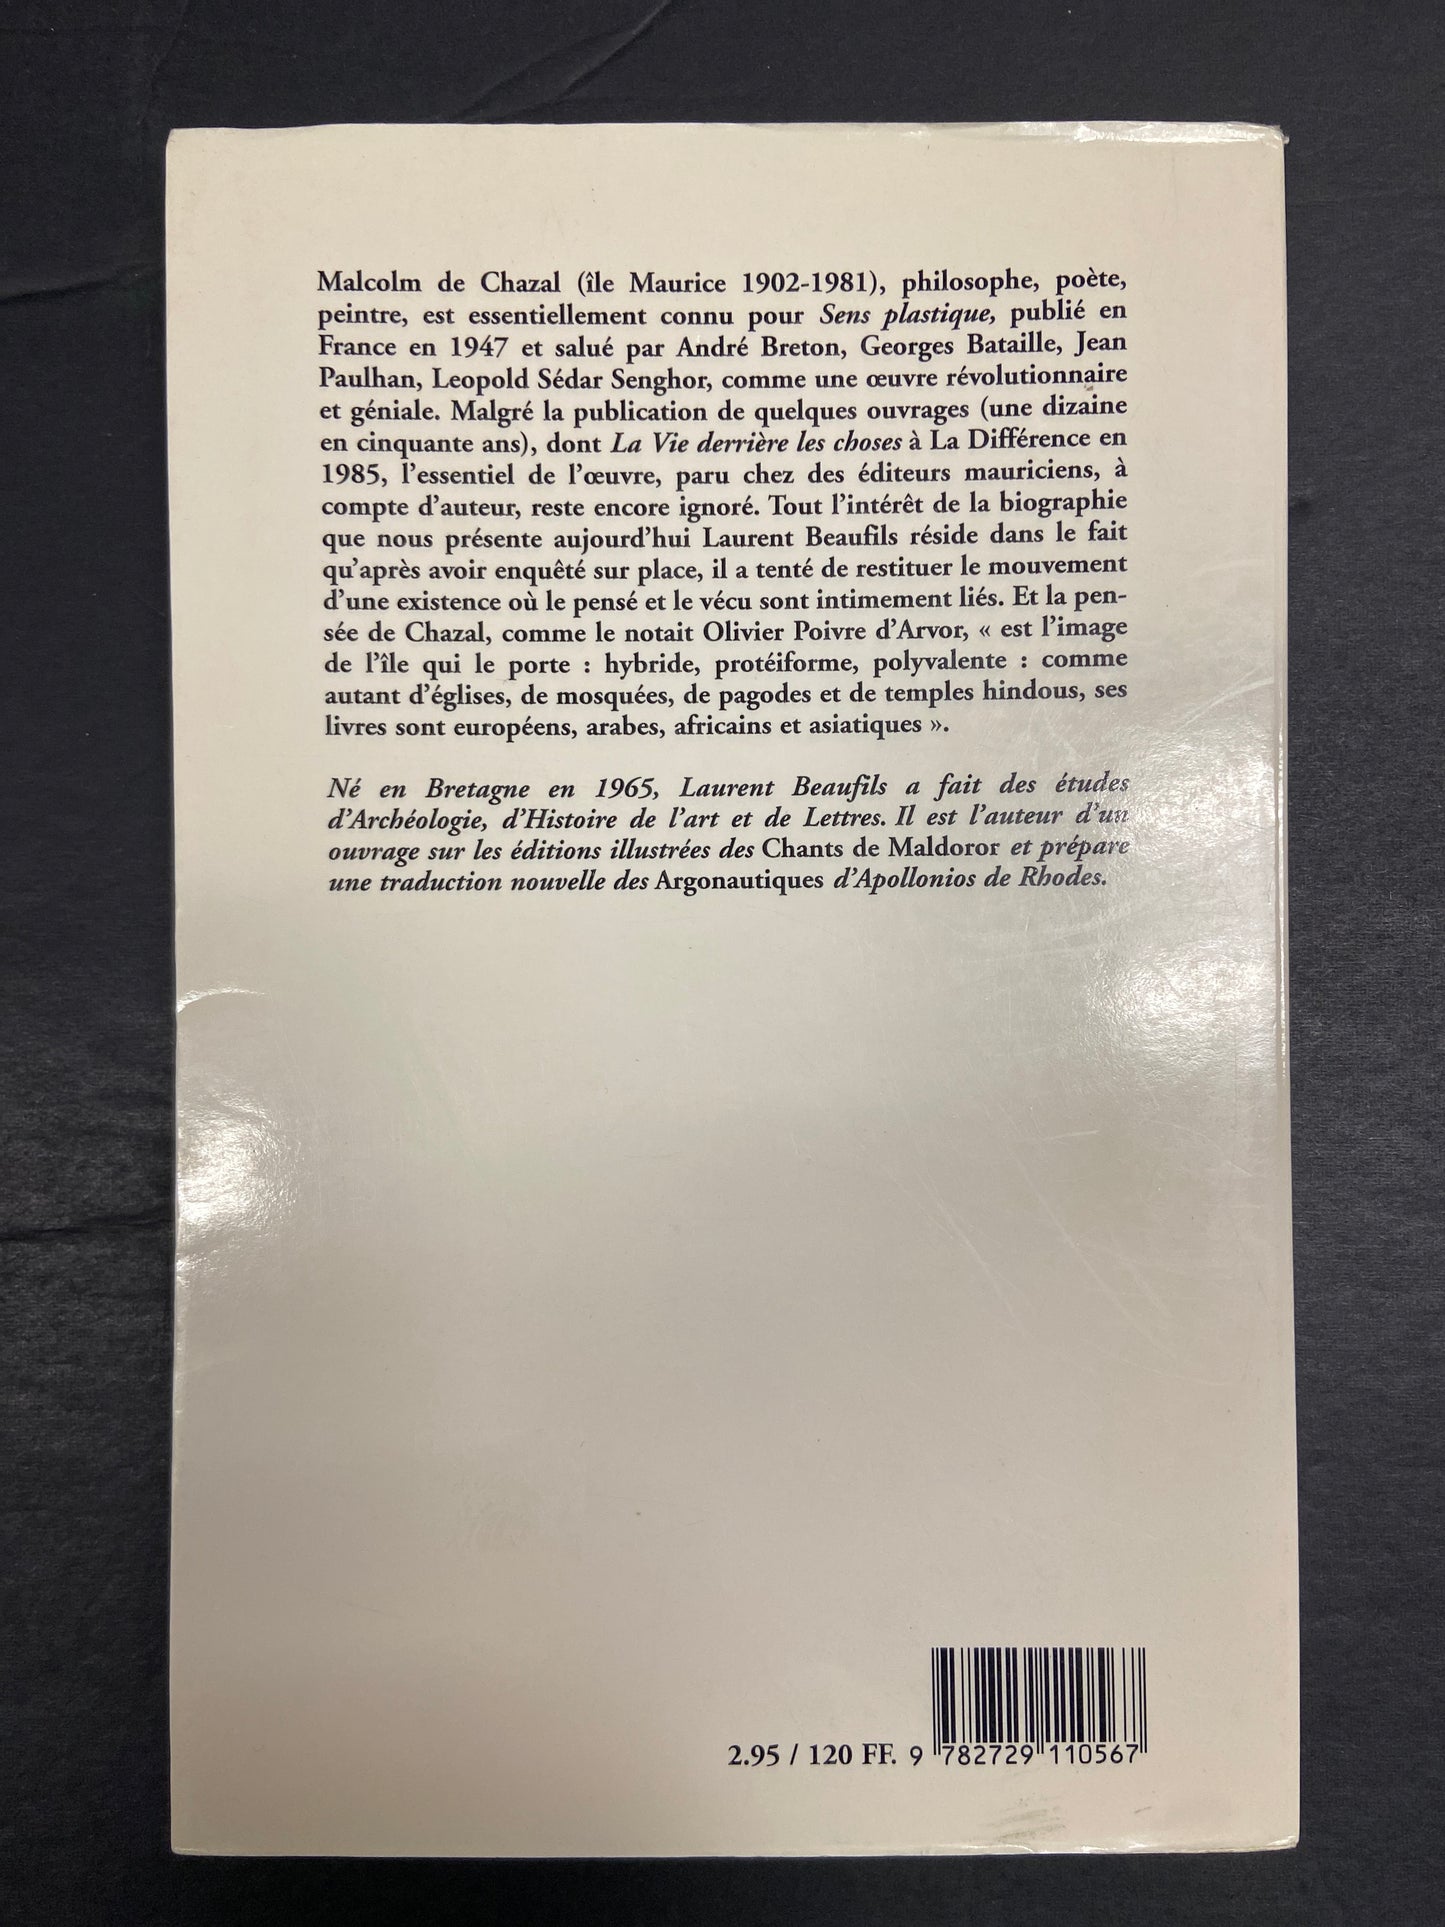 Malcolm de Chazal (île Maurice 1902-1981), philosophe, poète,
peintre, est essentiellement connu pour Sens plastique, publié en
France en 1947 et salué par André Breton, Georges Bataille, Jean
Paulhan, Leopold Sédar Senghor, comme une œuvre révolutionnaire
et géniale. Malgré la publication de quelques ouvrages (une dizaine
en cinquante ans), dont La Vie derrière les choses à La Différence en
1985, l'essentiel de l'œuvre, paru chez des éditeurs mauriciens, à
compte d'auteur, reste encore ignoré. Tout l'intérêt de la biographie
que nous présente aujourd'hui Laurent Beaufils réside dans le fait
qu'après avoir enquêté sur place, il a tenté de restituer le mouvement
d'une existence où le pensé et le vécu sont intimement liés. Et la pen-
sée de Chazal, comme le notait Olivier Poivre d'Arvor, « est l'image
de l'île qui le porte : hybride, protéiforme, polyvalente : comme
autant d'églises, de mosquées, de pagodes et de temples hindous, ses
livres sont européens, arabes, africains et asiatiques ».
Né en Bretagne en 1965, Laurent Beaufils a fait des études
d'Archéologie, d'Histoire de l'art et de Lettres. Il est l'auteur d'un
ouvrage sur les éditions illustrées des Chants de Maldoror et prépare
une traduction nouvelle des Argonautiques d'Apollonios de Rhodes.
2.95 / 120 FF. 9 782729 110567